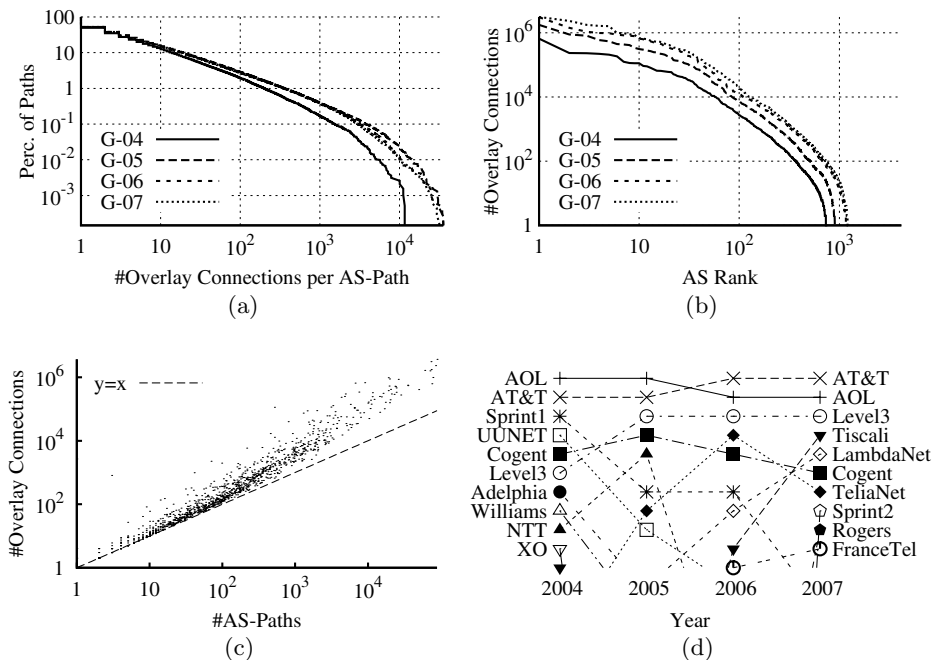 100
10
1
10^-1
10^-2
10^-3
Perc. of Paths
G-04
G-05
G-06
G-07
1 10 10^2 10^3 10^4
#Overlay Connections per AS-Path
(a)
10^6
10^4
10^2
1
#Overlay Connections
G-04
G-05
G-06
G-07
1 10 10^2 10^3
AS Rank
(b)
10^6
10^4
10^2
1
#Overlay Connections
y=x
1 10 10^2 10^3 10^4
#AS-Paths
(c)
AOL
AT&T
Sprint1
UUNET
Cogent
Level3
Adelphia
Williams
NTT
XO
AT&T
AOL
Level3
Tiscali
LambdaNet
Cogent
TeliaNet
Sprint2
Rogers
FranceTel
2004 2005 2006 2007
Year
(d)